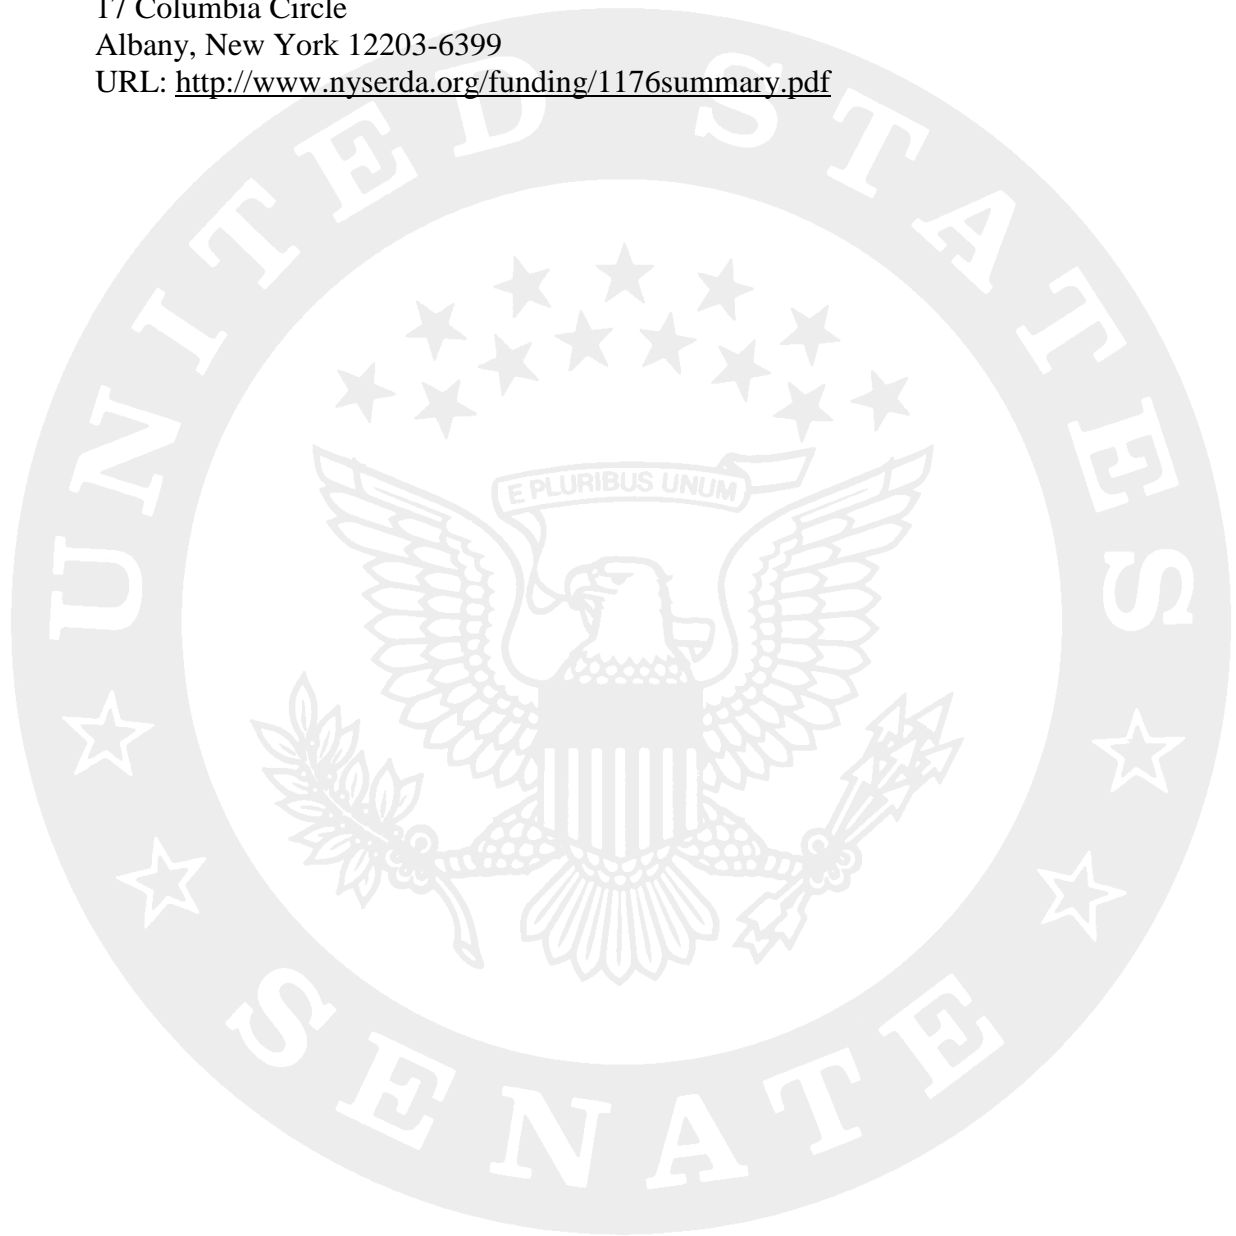 17 Columbia Circle
Albany, New York 12203-6399
URL: http://www.nyserda.org/funding/1176summary.pdf
UNITED STATES
E PLURIBUS UNUM
SENATE